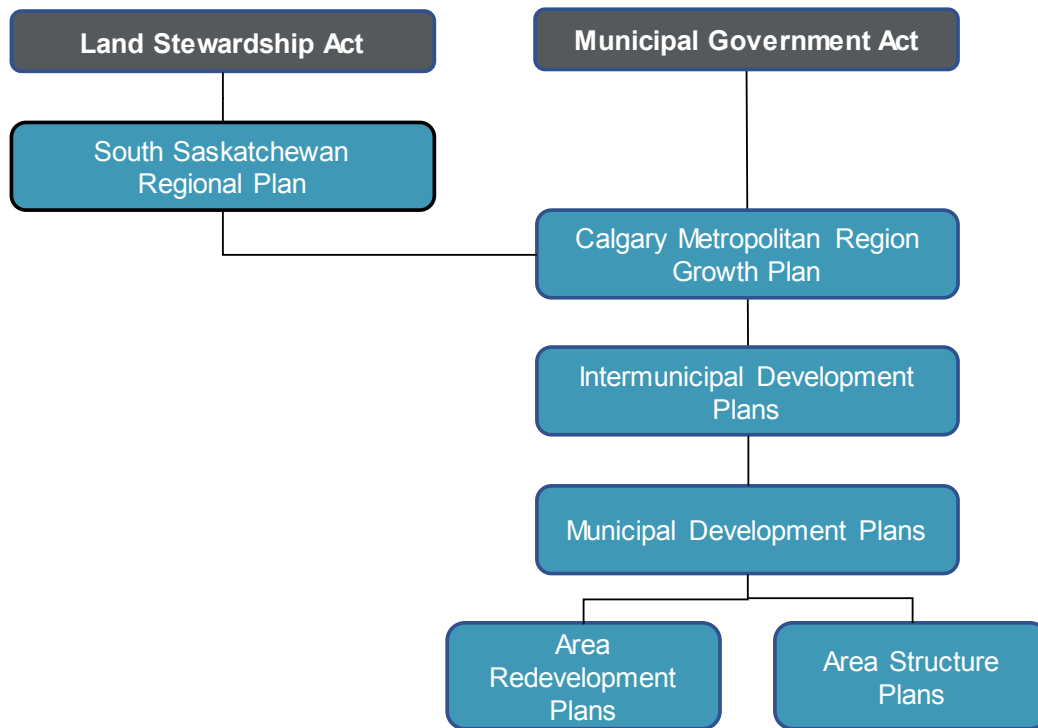 Land Stewardship Act
Municipal Government Act
South Saskatchewan
Regional Plan
Calgary Metropolitan Region
Growth Plan
Intermunicipal Development
Plans
Municipal Development Plans
Area
Redevelopment
Plans
Area Structure
Plans